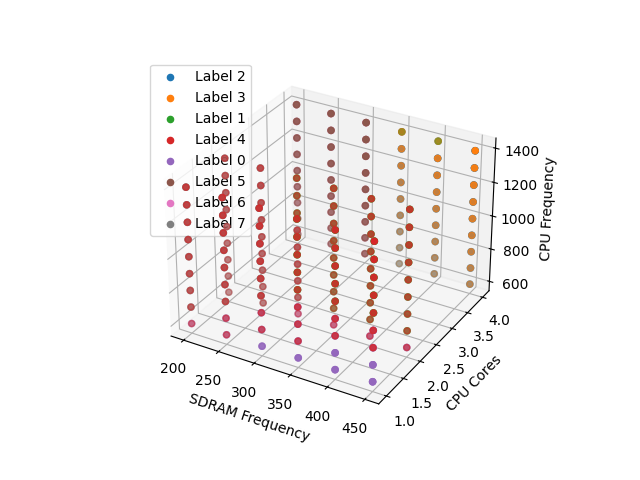 Label 2
Label 3
Label 1
Label 4
Label 0
Label 5
Label 6
Label 7
1400
1200
1000
800
600
CPU Frequency
4.0
3.5
3.0
2.5
2.0
1.5
1.0
CPU Cores
200
250
300
350
400
450
SDRAM Frequency